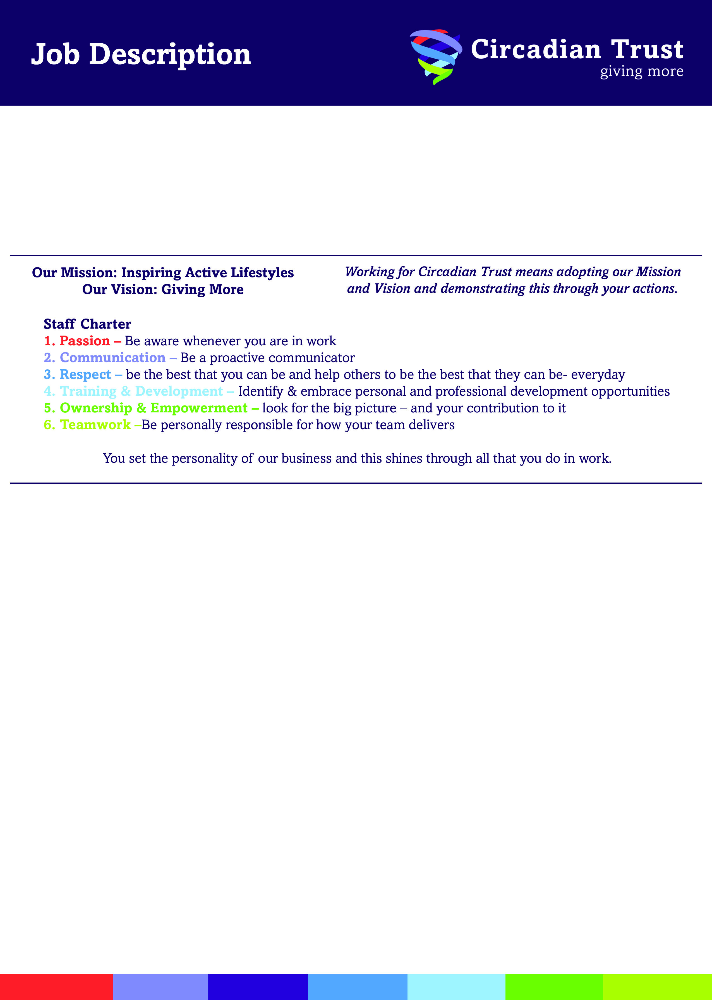 Job Description
Circadian Trust
giving more
Our Mission: Inspiring Active Lifestyles
Our Vision: Giving More
Working for Circadian Trust means adopting our Mission
and Vision and demonstrating this through your actions.
Staff Charter
1. Passion – Be aware whenever you are in work
2. Communication – Be a proactive communicator
3. Respect – be the best that you can be and help others to be the best that they can be- everyday
4. Training & Development – Identify & embrace personal and professional development opportunities
5. Ownership & Empowerment – look for the big picture – and your contribution to it
6. Teamwork –Be personally responsible for how your team delivers
You set the personality of our business and this shines through all that you do in work.